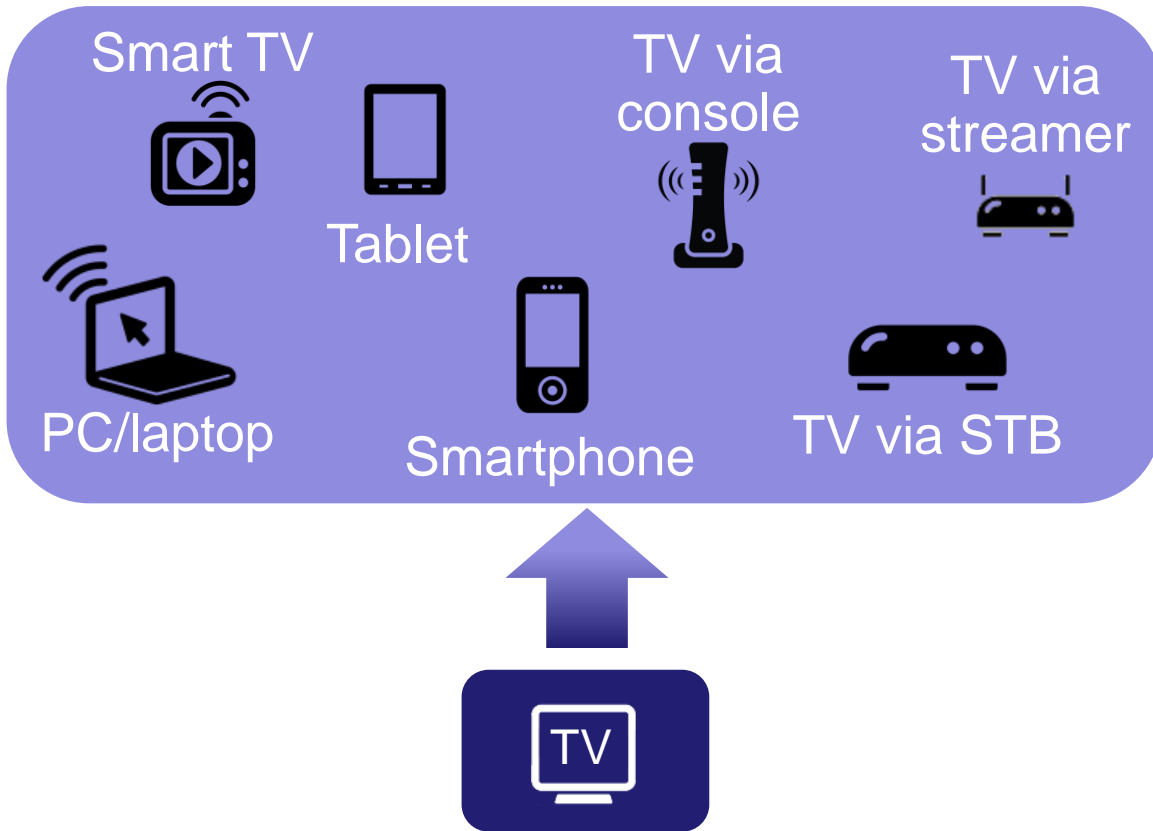 Smart TV
TV via
console
TV via
streamer
Tablet
PC/laptop
Smartphone
TV via STB
TV